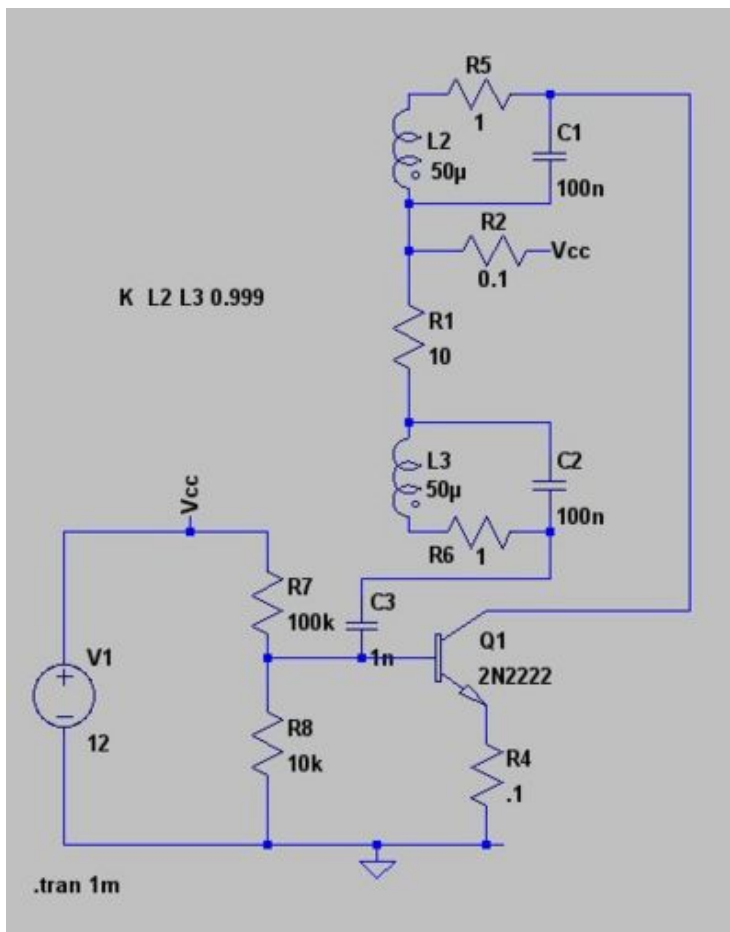 R5
1
L2
50µ
C1
100n
R2
Vcc
0.1
K L2 L3 0.999
R1
10
L3
50µ
C2
100n
R6
1
Vcc
R7
100k
C3
1n
Q1
2N2222
V1
12
R8
10k
R4
.1
.tran 1m